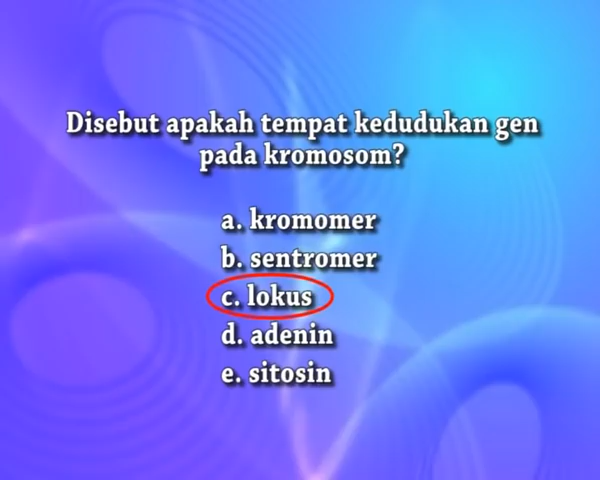 Disebut apakah tempat kedudukan gen
pada kromosom?
a. kromomer
b. sentromer
c. lokus
d. adenin
e. sitosin